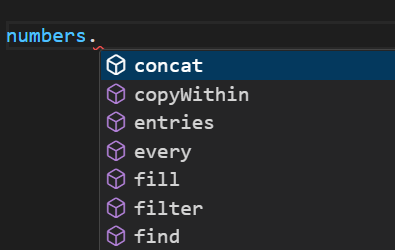 numbers.
concat
copyWithin
entries
every
fill
filter
find